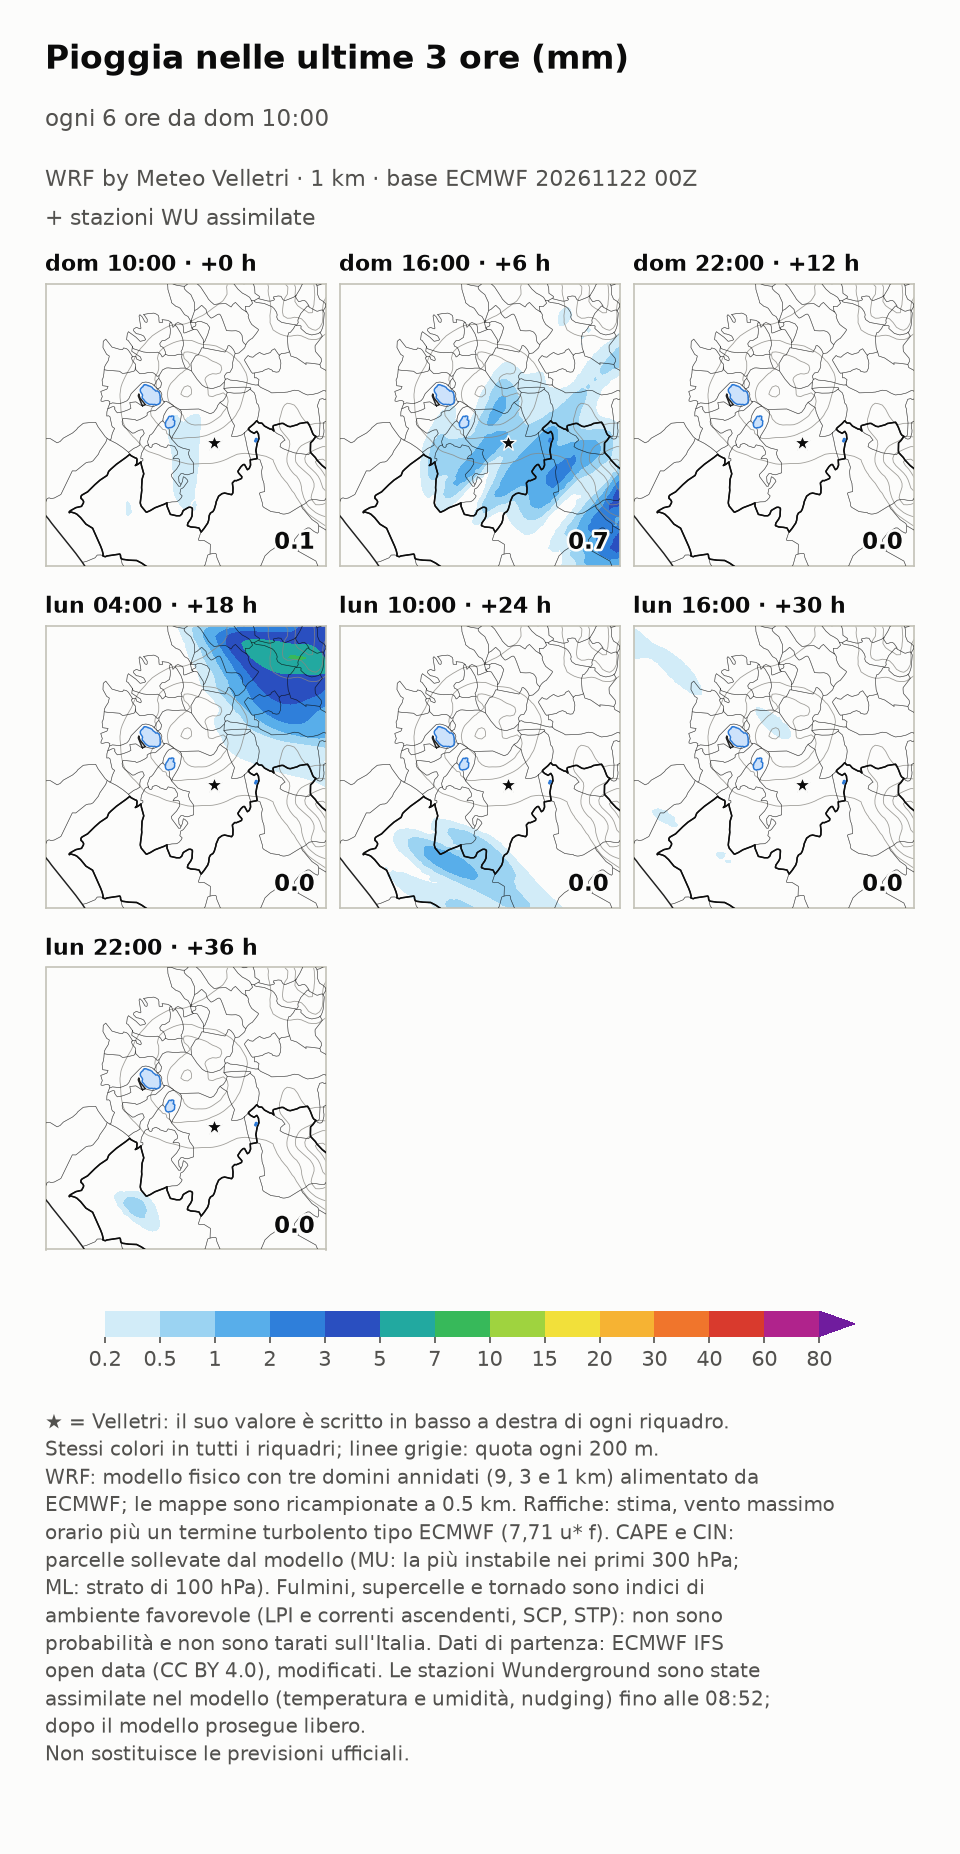 Pioggia nelle ultime 3 ore (mm)
ogni 6 ore da dom 10:00
WRF by Meteo Velletri · 1 km · base ECMWF 20261122 00Z
+ stazioni WU assimilate
dom 10:00 · +0 h
dom 16:00 · +6 h
dom 22:00 · +12 h
0.1
0.7
0.0
lun 04:00 · +18 h
lun 10:00 · +24 h
lun 16:00 · +30 h
0.0
0.0
0.0
lun 22:00 · +36 h
0.0
0.2 0.5 1 2 3 5 7 10 15 20 30 40 60 80
★ = Velletri: il suo valore è scritto in basso a destra di ogni riquadro.
Stessi colori in tutti i riquadri; linee grigie: quota ogni 200 m.
WRF: modello fisico con tre domini annidati (9, 3 e 1 km) alimentato da
ECMWF; le mappe sono ricampionate a 0.5 km. Raffiche: stima, vento massimo
orario più un termine turbolento tipo ECMWF (7,71 u* f). CAPE e CIN:
parcelle sollevate dal modello (MU: la più instabile nei primi 300 hPa;
ML: strato di 100 hPa). Fulmini, supercelle e tornado sono indici di
ambiente favorevole (LPI e correnti ascendenti, SCP, STP): non sono
probabilità e non sono tarati sull'Italia. Dati di partenza: ECMWF IFS
open data (CC BY 4.0), modificati. Le stazioni Wunderground sono state
assimilate nel modello (temperatura e umidità, nudging) fino alle 08:52;
dopo il modello prosegue libero.
Non sostituisce le previsioni ufficiali.